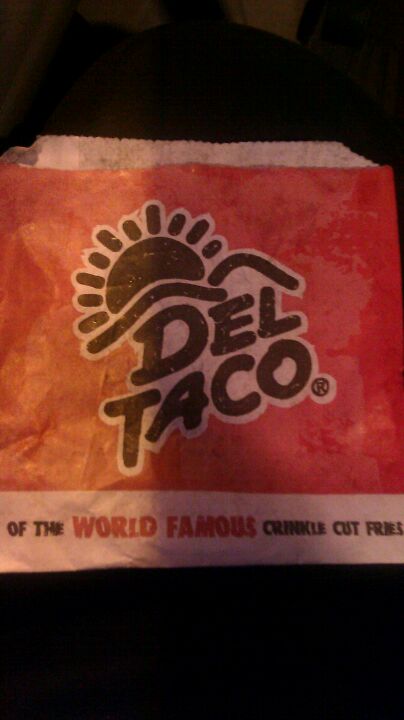 DEL
TACO®
OF THE WORLD FAMOUS CRINKLE CUT FRIES